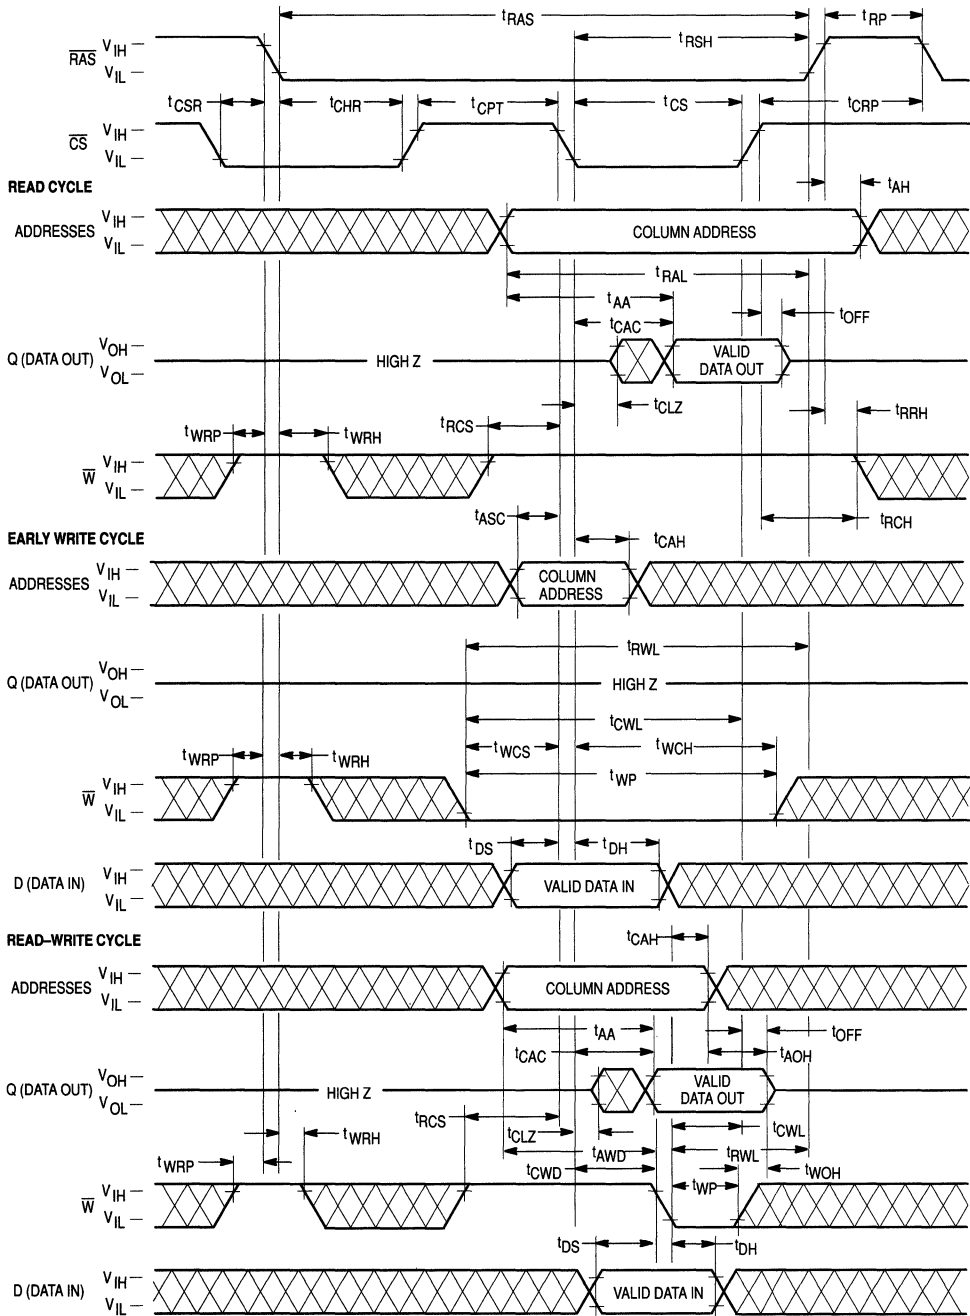 tRAS tRP
RAS VIH tRSH
VIL
tCSR tCHR tCPT tCS tCRP
CS VIH
VIL
READ CYCLE tAH
ADDRESSES VIH COLUMN ADDRESS
VIL
tRAL
tAA tOFF
tCAC
Q (DATA OUT) VOH HIGH Z VALID DATA OUT
VOL
tCLZ tRRH
tWRP tWRH tRCS
W VIH
VIL
tASC tRCH
EARLY WRITE CYCLE tCAH
ADDRESSES VIH COLUMN
VIL ADDRESS
tRWL
Q (DATA OUT) VOH HIGH Z
VOL
tCWL
tWRP tWRH tWCS tWCH
tWP
W VIH
VIL
tDS tDH
D (DATA IN) VIH VALID DATA IN
VIL
READ–WRITE CYCLE tCAH
ADDRESSES VIH COLUMN ADDRESS
VIL
tAA tOFF
tCAC tAOH
Q (DATA OUT) VOH HIGH Z VALID DATA OUT
VOL
tRCS tCWL
tWRH tCLZ tRWL
tWRP tAWD tWOH
tCWD tWP
W VIH
VIL
tDS tDH
D (DATA IN) VIH VALID DATA IN
VIL